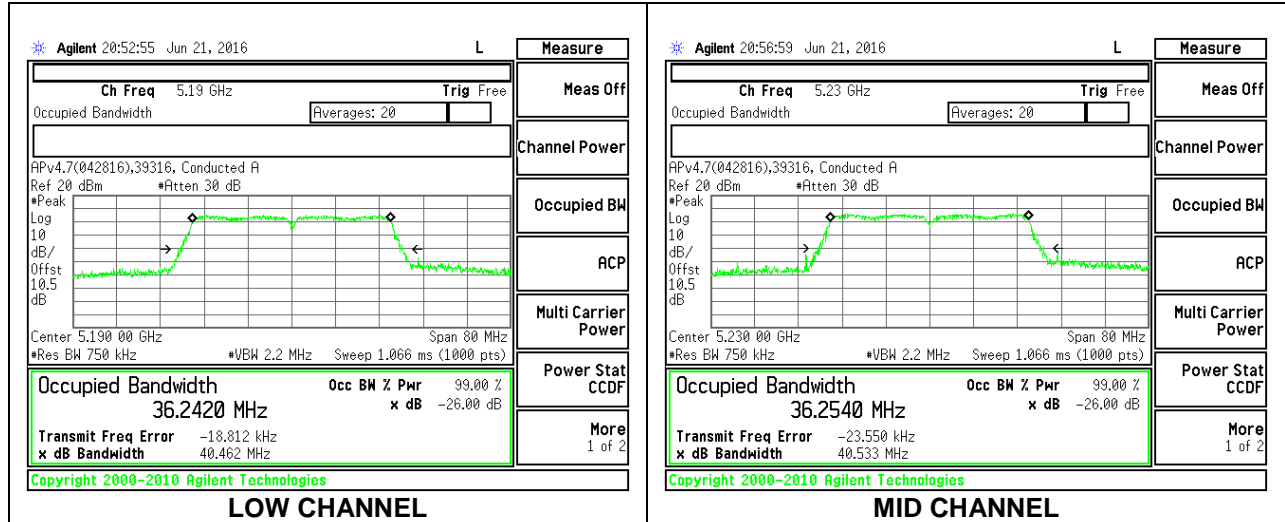 Agilent 20:52:55 Jun 21, 2016 L Measure
Ch Freq 5.19 GHz Trig Free
Occupied Bandwidth Averages: 20
APv4.7(042816),39316, Conducted A
Ref 20 dBm #Atten 30 dB
#Peak
Log
10
dB/
Offst
10.5
dB
Center 5.190 00 GHz Span 80 MHz
#Res BW 750 kHz #VBW 2.2 MHz Sweep 1.066 ms (1000 pts)
Occupied Bandwidth Occ BW % Pwr 99.00 %
36.2420 MHz x dB -26.00 dB
Transmit Freq Error -18.812 kHz
x dB Bandwidth 40.462 MHz
Meas Off
Channel Power
Occupied BW
ACP
Multi Carrier
Power
Power Stat
CCDF
More
1 of 2
Copyright 2000-2010 Agilent Technologies
LOW CHANNEL
Agilent 20:56:59 Jun 21, 2016 L Measure
Ch Freq 5.23 GHz Trig Free
Occupied Bandwidth Averages: 20
APv4.7(042816),39316, Conducted A
Ref 20 dBm #Atten 30 dB
#Peak
Log
10
dB/
Offst
10.5
dB
Center 5.230 00 GHz Span 80 MHz
#Res BW 750 kHz #VBW 2.2 MHz Sweep 1.066 ms (1000 pts)
Occupied Bandwidth Occ BW % Pwr 99.00 %
36.2540 MHz x dB -26.00 dB
Transmit Freq Error -23.550 kHz
x dB Bandwidth 40.533 MHz
Meas Off
Channel Power
Occupied BW
ACP
Multi Carrier
Power
Power Stat
CCDF
More
1 of 2
Copyright 2000-2010 Agilent Technologies
MID CHANNEL